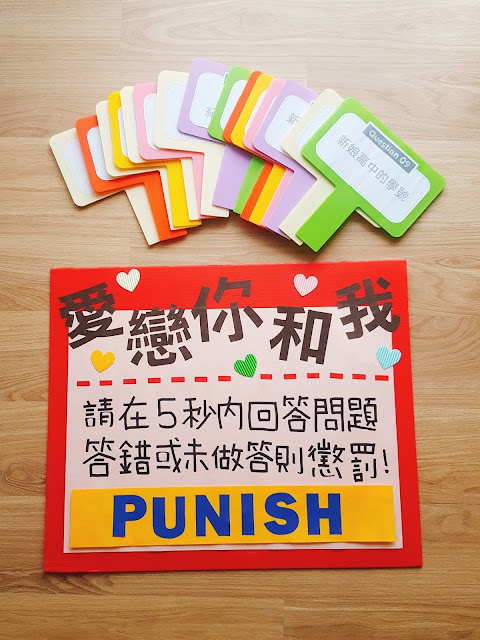 Question 09
新娘高中的學號
愛戀你和我
請在5秒內回答問題
答錯或未做答則懲罰!
PUNISH